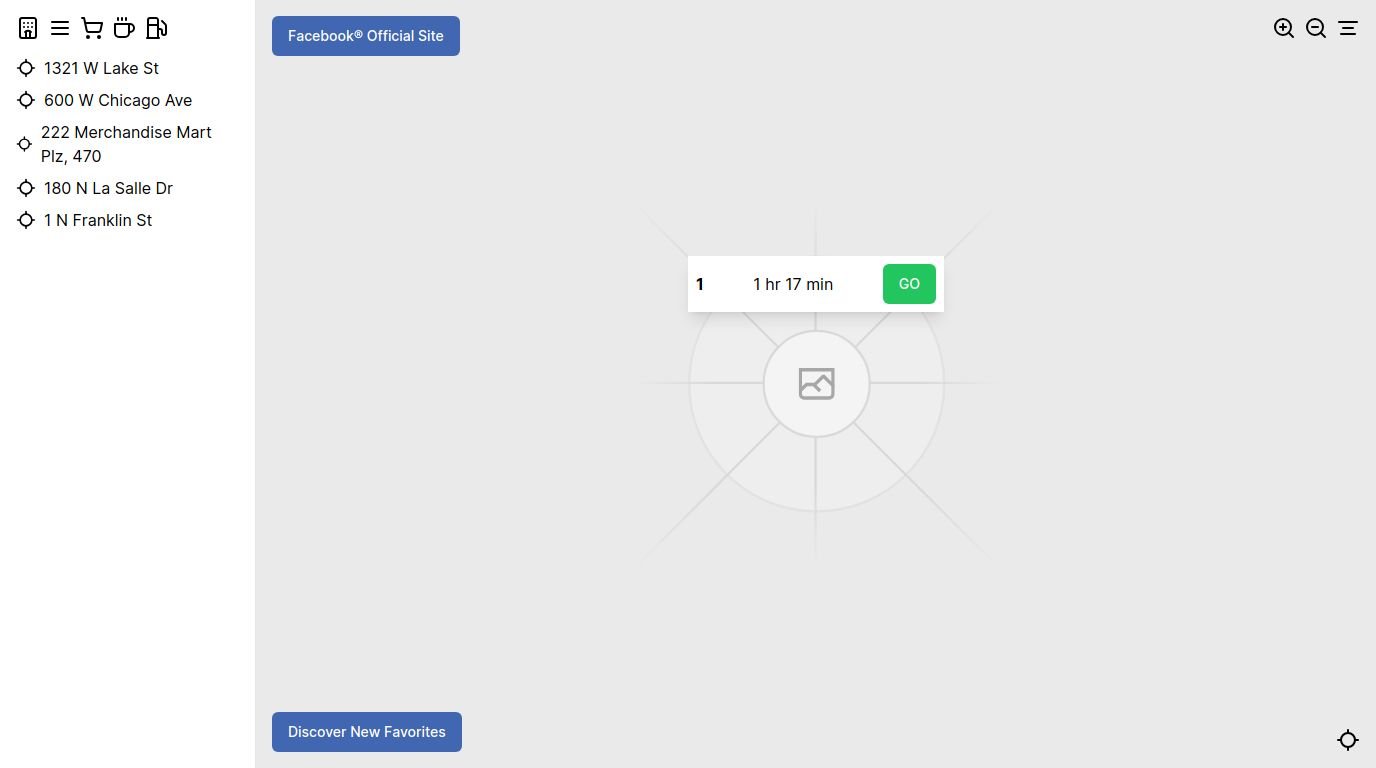 Facebook® Official Site
1321 W Lake St
600 W Chicago Ave
222 Merchandise Mart
Plz, 470
180 N La Salle Dr
1 N Franklin St
1 1 hr 17 min GO
Discover New Favorites